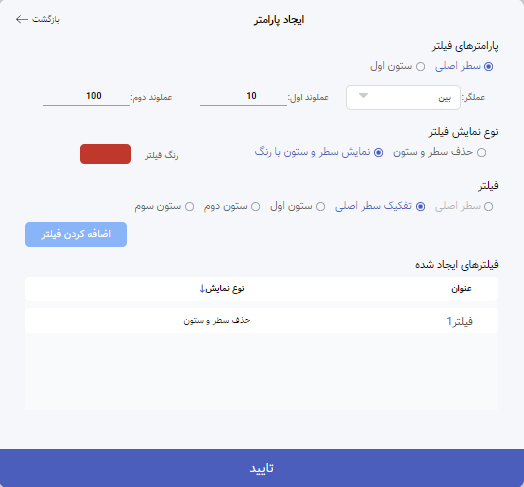 ایجاد پارامتر
بازگشت
پارامترهای فیلتر
سطر اصلی ستون اول
عملگر: بین عملوند اول: 10 عملوند دوم: 100
نوع نمایش فیلتر
حذف سطر و ستون نمایش سطر و ستون با رنگ رنگ فیلتر
فیلتر
سطر اصلی تفکیک سطر اصلی ستون اول ستون دوم ستون سوم
اضافه کردن فیلتر
فیلترهای ایجاد شده
عنوان نوع نمایش↓
فیلتر1 حذف سطر و ستون
تایید